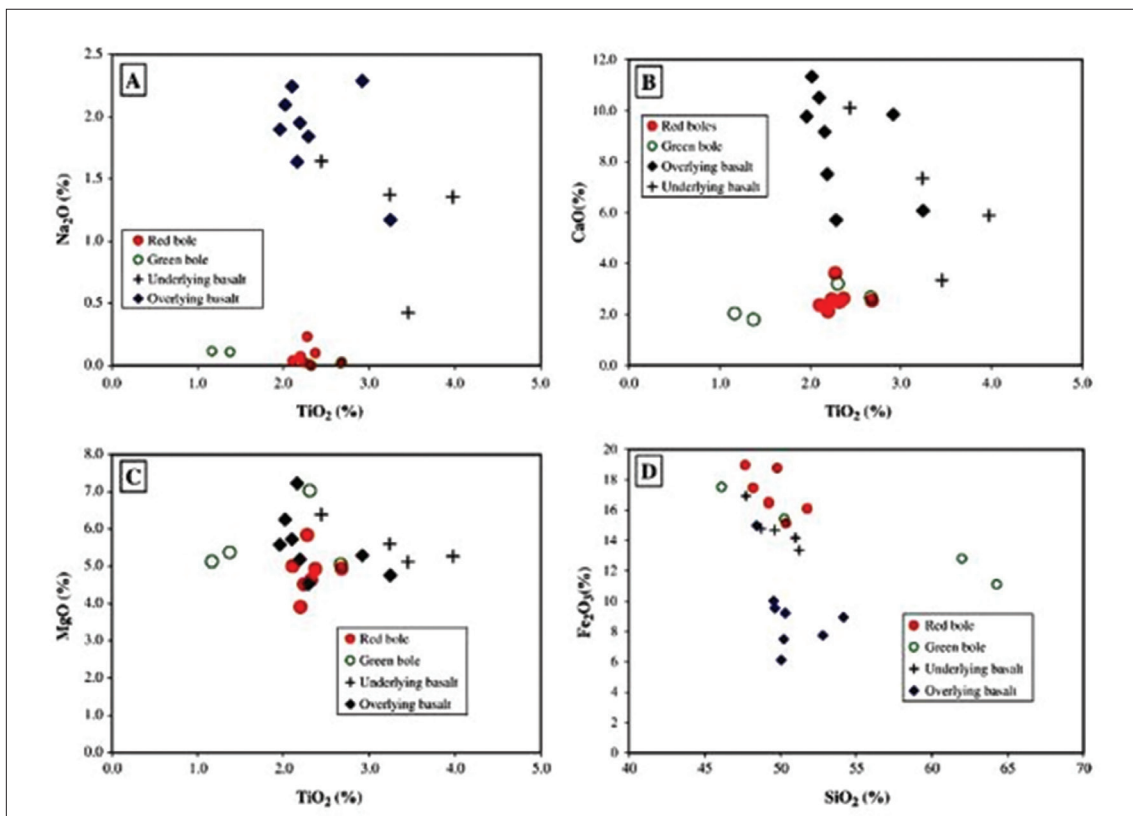 A
2.5
2.0
1.5
1.0
0.5
0.0
Na₂O (%)
Red bole
Green bole
Underlying basalt
Overlying basalt
0.0 1.0 2.0 3.0 4.0 5.0
TiO₂ (%)
B
12.0
10.0
8.0
6.0
4.0
2.0
0.0
CaO(%)
Red boles
Green bole
Overlying basalt
Underlying basalt
0.0 1.0 2.0 3.0 4.0 5.0
TiO₂ (%)
C
8.0
7.0
6.0
5.0
4.0
3.0
2.0
1.0
0.0
MgO (%)
Red bole
Green bole
Underlying basalt
Overlying basalt
0.0 1.0 2.0 3.0 4.0 5.0
TiO₂ (%)
D
20
18
16
14
12
10
8
6
4
2
0
Fe₂O₃(%)
Red bole
Green bole
Underlying basalt
Overlying basalt
40 45 50 55 60 65 70
SiO₂ (%)